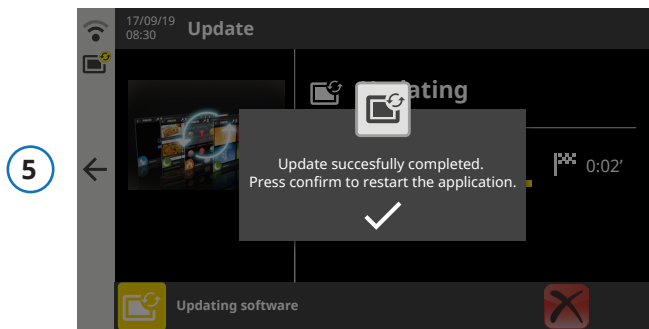 17/09/19
08:30
Update
Updating
Update succesfully completed.
Press confirm to restart the application.
0:02’
5
Updating software